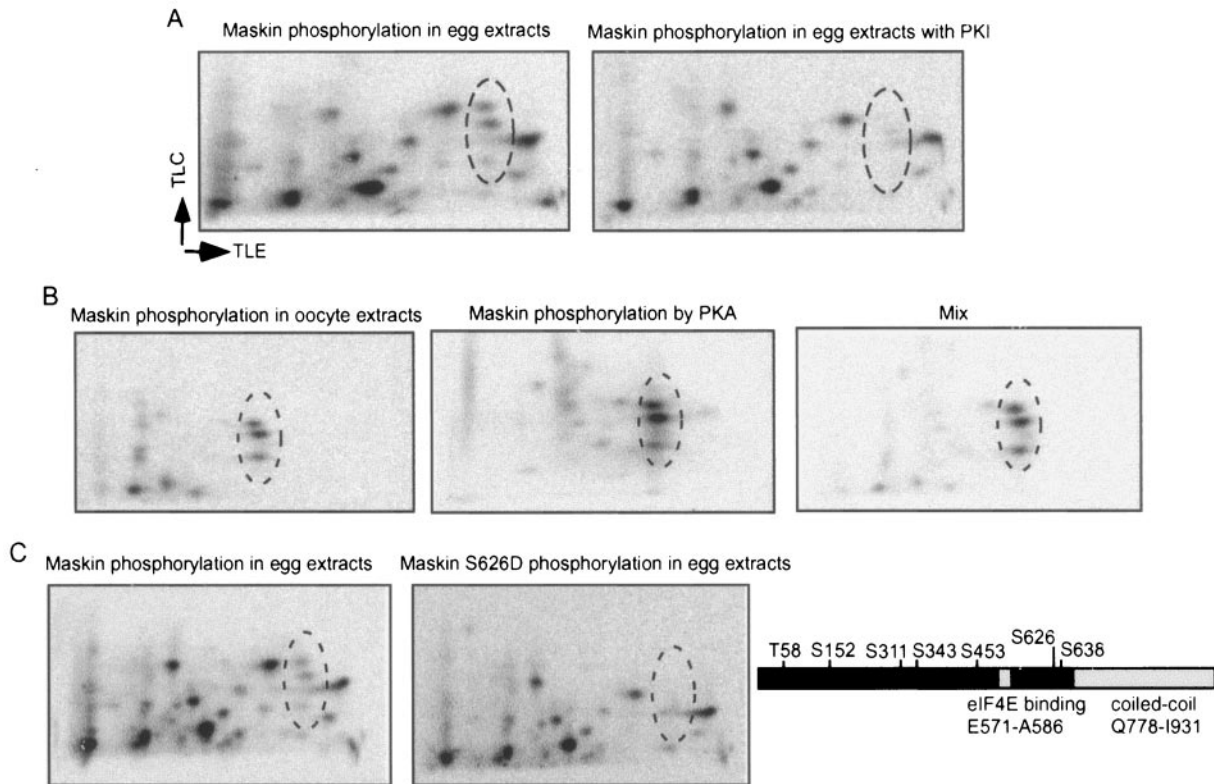 A
Maskin phosphorylation in egg extracts
Maskin phosphorylation in egg extracts with PKI
TLC
TLE
B
Maskin phosphorylation in oocyte extracts
Maskin phosphorylation by PKA
Mix
C
Maskin phosphorylation in egg extracts
Maskin S626D phosphorylation in egg extracts
T58 S152 S311 S343 S453 S626 S638
eIF4E binding
E571-A586
coiled-coil
Q778-I931